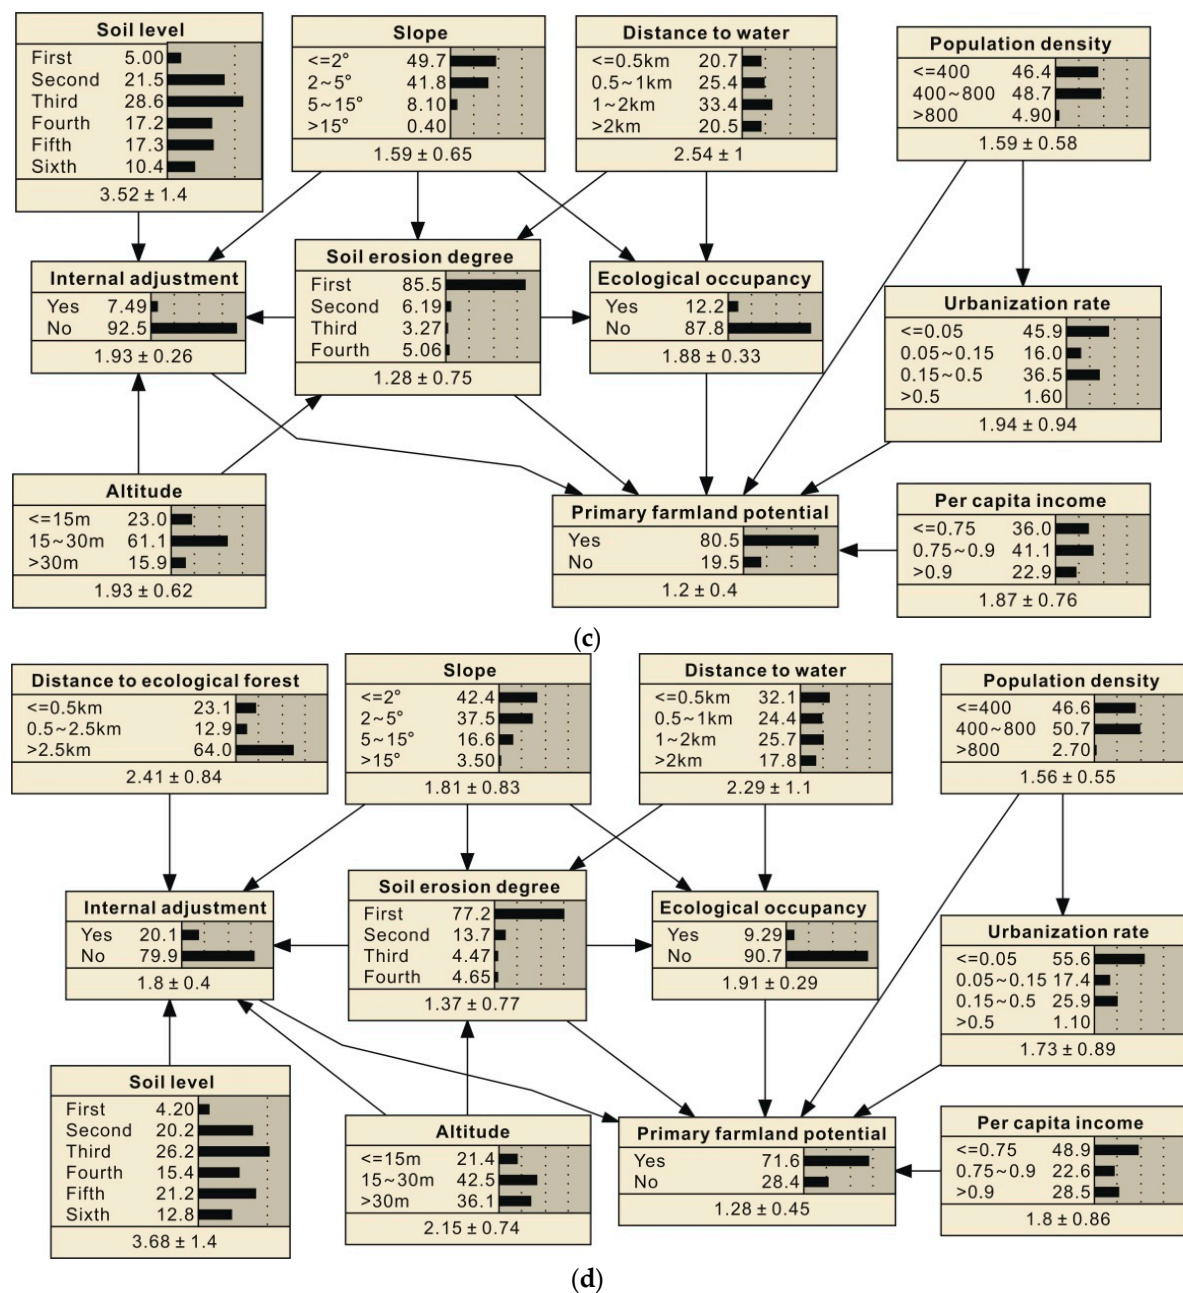 Soil level
First 5.00
Second 21.5
Third 28.6
Fourth 17.2
Fifth 17.3
Sixth 10.4
3.52 ± 1.4
Slope
<=2° 49.7
2~5° 41.8
5~15° 8.10
>15° 0.40
1.59 ± 0.65
Distance to water
<=0.5km 20.7
0.5~1km 25.4
1~2km 33.4
>2km 20.5
2.54 ± 1
Population density
<=400 46.4
400~800 48.7
>800 4.90
1.59 ± 0.58
Internal adjustment
Yes 7.49
No 92.5
1.93 ± 0.26
Soil erosion degree
First 85.5
Second 6.19
Third 3.27
Fourth 5.06
1.28 ± 0.75
Ecological occupancy
Yes 12.2
No 87.8
1.88 ± 0.33
Urbanization rate
<=0.05 45.9
0.05~0.15 16.0
0.15~0.5 36.5
>0.5 1.60
1.94 ± 0.94
Altitude
<=15m 23.0
15~30m 61.1
>30m 15.9
1.93 ± 0.62
Primary farmland potential
Yes 80.5
No 19.5
1.2 ± 0.4
Per capita income
<=0.75 36.0
0.75~0.9 41.1
>0.9 22.9
1.87 ± 0.76
(c)
Distance to ecological forest
<=0.5km 23.1
0.5~2.5km 12.9
>2.5km 64.0
2.41 ± 0.84
Slope
<=2° 42.4
2~5° 37.5
5~15° 16.6
>15° 3.50
1.81 ± 0.83
Distance to water
<=0.5km 32.1
0.5~1km 24.4
1~2km 25.7
>2km 17.8
2.29 ± 1.1
Population density
<=400 46.6
400~800 50.7
>800 2.70
1.56 ± 0.55
Internal adjustment
Yes 20.1
No 79.9
1.8 ± 0.4
Soil erosion degree
First 77.2
Second 13.7
Third 4.47
Fourth 4.65
1.37 ± 0.77
Ecological occupancy
Yes 9.29
No 90.7
1.91 ± 0.29
Urbanization rate
<=0.05 55.6
0.05~0.15 17.4
0.15~0.5 25.9
>0.5 1.10
1.73 ± 0.89
Soil level
First 4.20
Second 20.2
Third 26.2
Fourth 15.4
Fifth 21.2
Sixth 12.8
3.68 ± 1.4
Altitude
<=15m 21.4
15~30m 42.5
>30m 36.1
2.15 ± 0.74
Primary farmland potential
Yes 71.6
No 28.4
1.28 ± 0.45
Per capita income
<=0.75 48.9
0.75~0.9 22.6
>0.9 28.5
1.8 ± 0.86
(d)